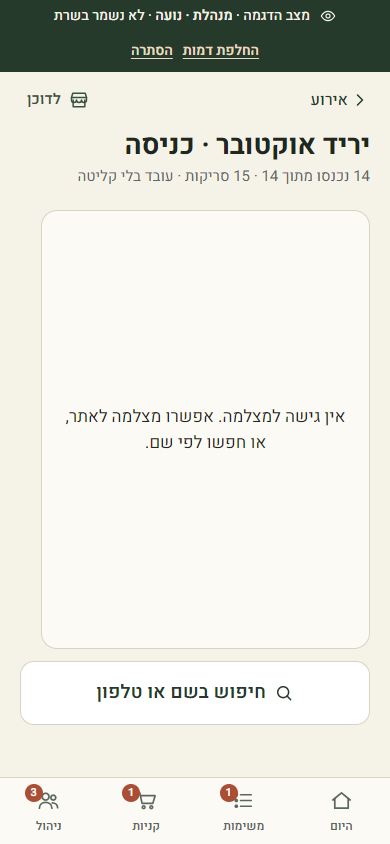 מצב הדגמה · מנהלת · נועה · לא נשמר בשרת
החלפת דמות הסתרה
אירוע
לדוכן
יריד אוקטובר · כניסה
14 נכנסו מתוך 14 · 15 סריקות · עובד בלי קליטה
אין גישה למצלמה. אפשרו מצלמה לאתר,
או חפשו לפי שם.
חיפוש בשם או טלפון
1
1
3
היום
משימות
קניות
ניהול